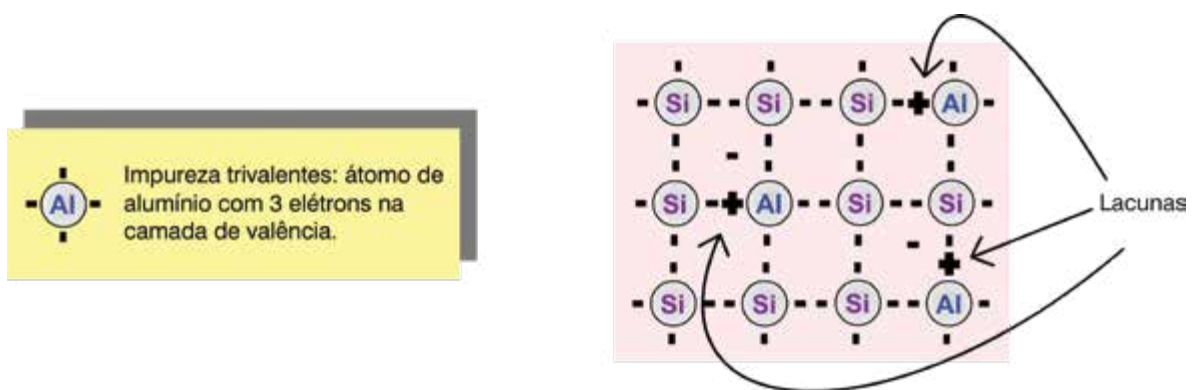 Al
Impureza trivalentes: átomo de
alumínio com 3 elétrons na
camada de valência.
Si Si Si Al
Si Al Si Si
Si Si Si Al
Lacunas